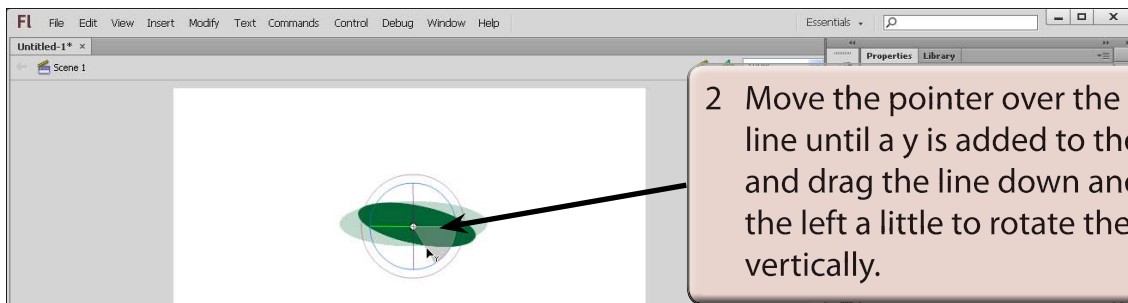 Fl File Edit View Insert Modify Text Commands Control Debug Window Help Essentials
Untitled-1* × Properties Library
Scene 1
2 Move the pointer over the
line until a y is added to the
and drag the line down and
the left a little to rotate the
vertically.
Y